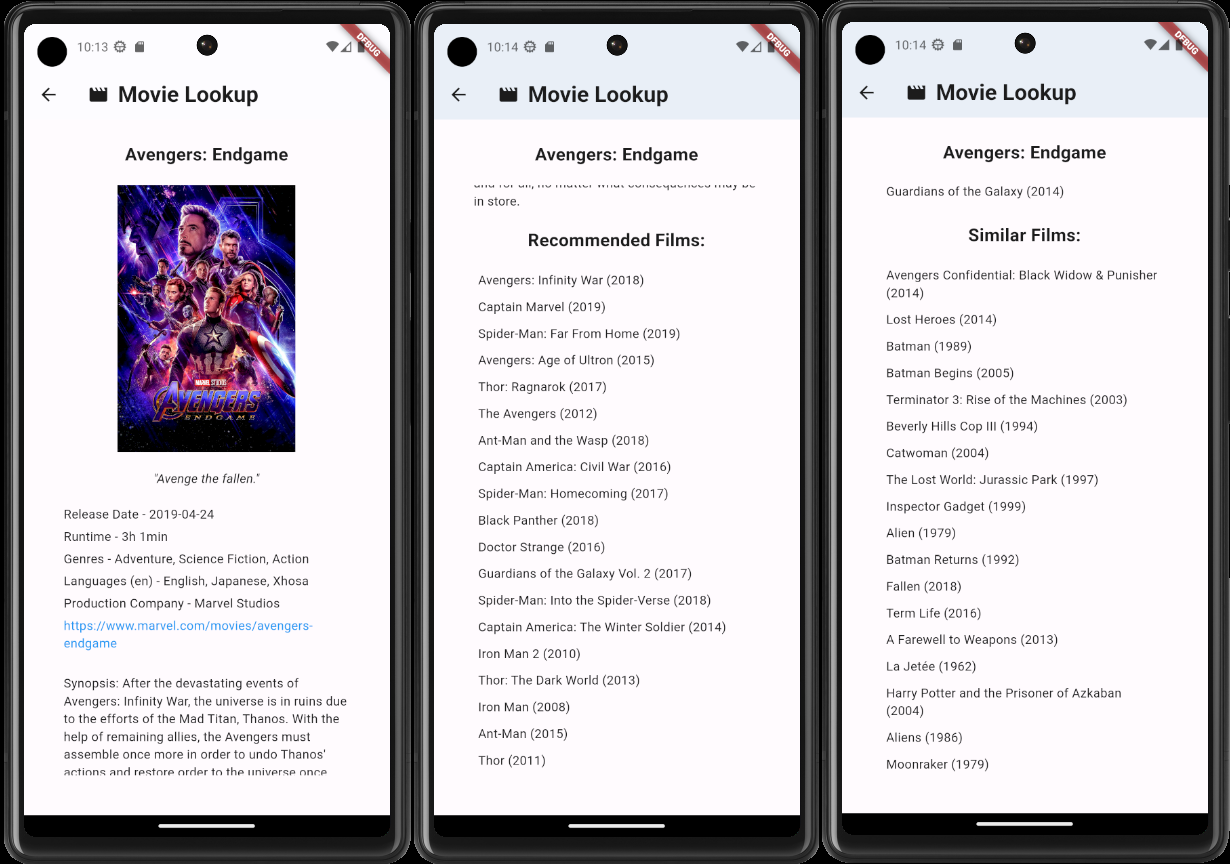 10:13
DEBUG
Movie Lookup
Avengers: Endgame
MARVEL STUDIOS
AVENGERS
ENDGAME
"Avenge the fallen."
Release Date - 2019-04-24
Runtime - 3h 1min
Genres - Adventure, Science Fiction, Action
Languages (en) - English, Japanese, Xhosa
Production Company - Marvel Studios
https://www.marvel.com/movies/avengers-
endgame
Synopsis: After the devastating events of
Avengers: Infinity War, the universe is in ruins due
to the efforts of the Mad Titan, Thanos. With the
help of remaining allies, the Avengers must
assemble once more in order to undo Thanos'
actions and restore order to the universe once
10:14
DEBUG
Movie Lookup
Avengers: Endgame
and for all, no matter what consequences may be
in store.
Recommended Films:
Avengers: Infinity War (2018)
Captain Marvel (2019)
Spider-Man: Far From Home (2019)
Avengers: Age of Ultron (2015)
Thor: Ragnarok (2017)
The Avengers (2012)
Ant-Man and the Wasp (2018)
Captain America: Civil War (2016)
Spider-Man: Homecoming (2017)
Black Panther (2018)
Doctor Strange (2016)
Guardians of the Galaxy Vol. 2 (2017)
Spider-Man: Into the Spider-Verse (2018)
Captain America: The Winter Soldier (2014)
Iron Man 2 (2010)
Thor: The Dark World (2013)
Iron Man (2008)
Ant-Man (2015)
Thor (2011)
10:14
DEBUG
Movie Lookup
Avengers: Endgame
Guardians of the Galaxy (2014)
Similar Films:
Avengers Confidential: Black Widow & Punisher
(2014)
Lost Heroes (2014)
Batman (1989)
Batman Begins (2005)
Terminator 3: Rise of the Machines (2003)
Beverly Hills Cop III (1994)
Catwoman (2004)
The Lost World: Jurassic Park (1997)
Inspector Gadget (1999)
Alien (1979)
Batman Returns (1992)
Fallen (2018)
Term Life (2016)
A Farewell to Weapons (2013)
La Jetée (1962)
Harry Potter and the Prisoner of Azkaban
(2004)
Aliens (1986)
Moonraker (1979)